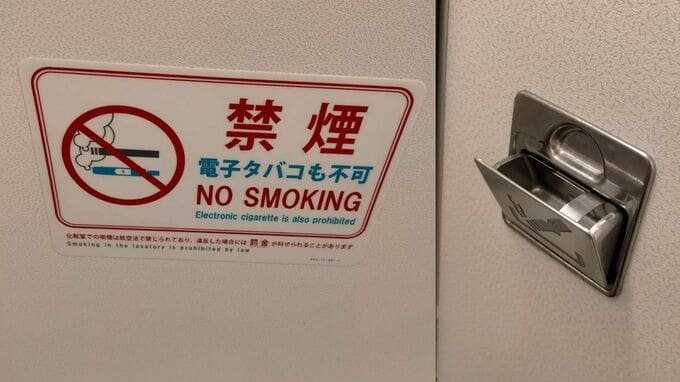 禁煙
電子タバコも不可
NO SMOKING
Electronic cigarette is also prohibited
化粧室での喫煙は航空法で禁じられており、違反した場合には 罰金 が科せられることがあります
Smoking in the lavatory is prohibited by law